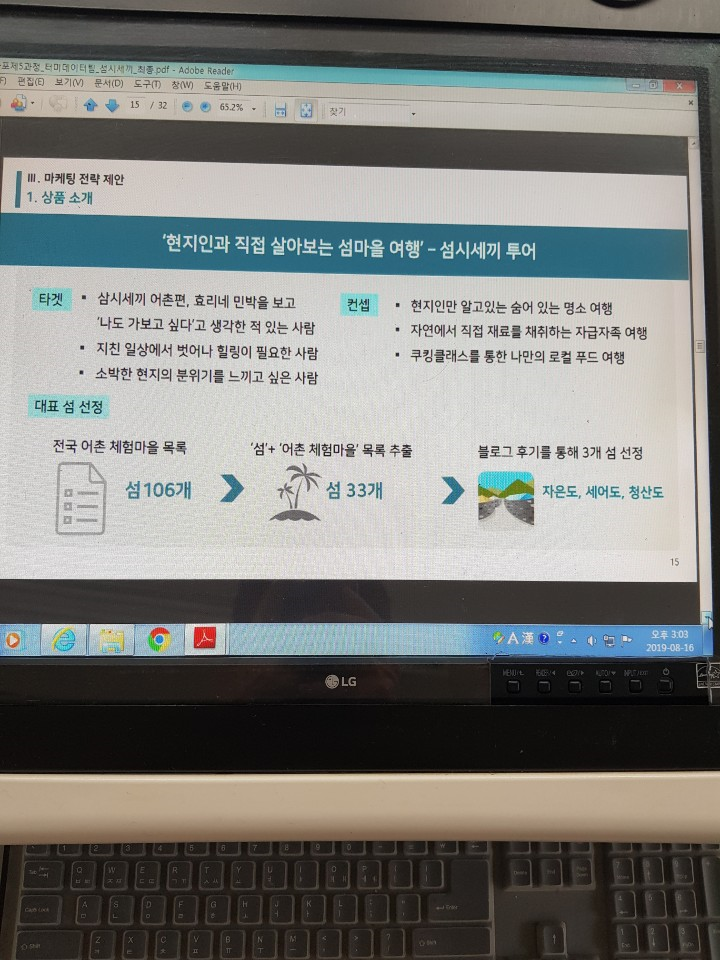 포제5과정_터미데이터팀_섬시세끼_최종.pdf - Adobe Reader
편집(E) 보기(V) 문서(D) 도구(T) 창(W) 도움말(H)
15 / 32 65.2% 찾기
III. 마케팅 전략 제안
1. 상품 소개
'현지인과 직접 살아보는 섬마을 여행' – 섬시세끼 투어
타겟
▪ 삼시세끼 어촌편, 효리네 민박을 보고
'나도 가보고 싶다'고 생각한 적 있는 사람
▪ 지친 일상에서 벗어나 힐링이 필요한 사람
▪ 소박한 현지의 분위기를 느끼고 싶은 사람
컨셉
▪ 현지인만 알고있는 숨어 있는 명소 여행
▪ 자연에서 직접 재료를 채취하는 자급자족 여행
▪ 쿠킹클래스를 통한 나만의 로컬 푸드 여행
대표 섬 선정
전국 어촌 체험마을 목록
섬106개
'섬'+ '어촌 체험마을' 목록 추출
섬 33개
블로그 후기를 통해 3개 섬 선정
자은도, 세어도, 청산도
15
A 漢
오후 3:03
2019-08-16
LG